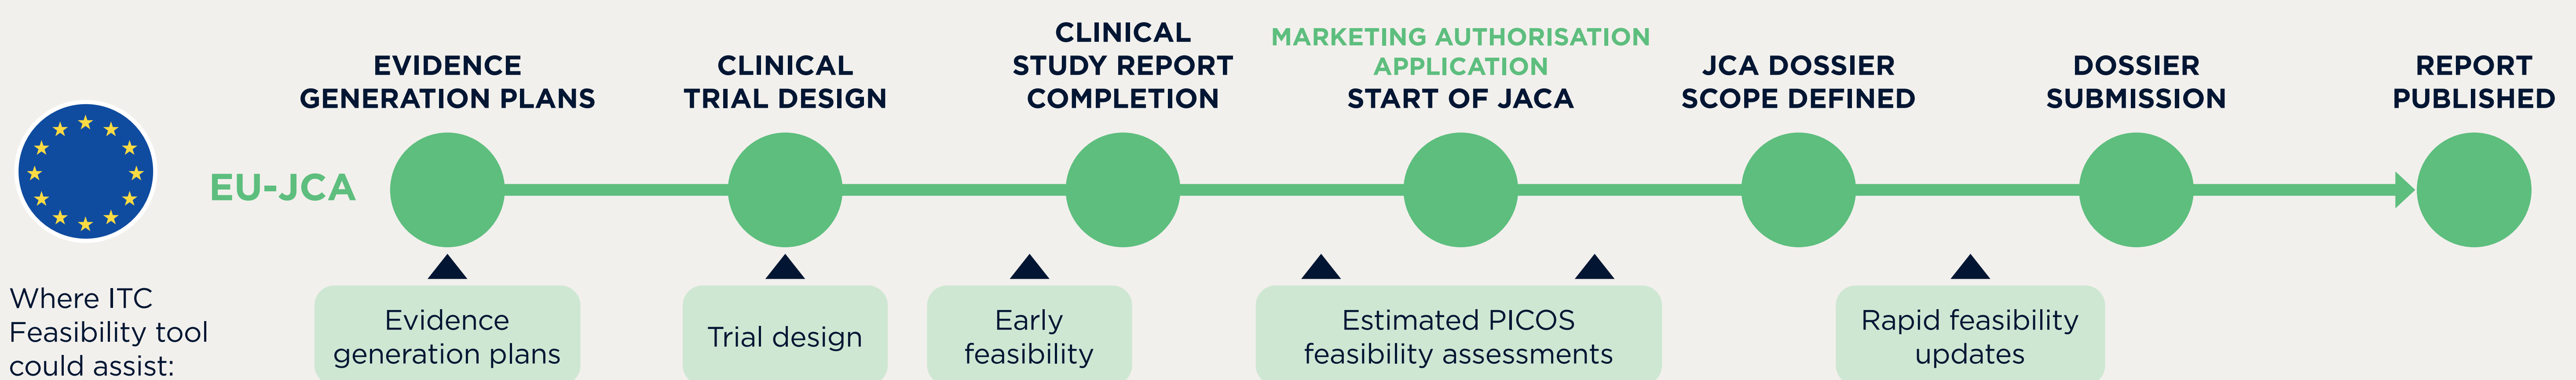 EVIDENCE
GENERATION PLANS
CLINICAL
TRIAL DESIGN
CLINICAL
STUDY REPORT
COMPLETION
MARKETING AUTHORISATION
APPLICATION
START OF JACA
JCA DOSSIER
SCOPE DEFINED
DOSSIER
SUBMISSION
REPORT
PUBLISHED
EU-JCA
Where ITC
Feasibility tool
could assist:
Evidence
generation plans
Trial design
Early
feasibility
Estimated PICOS
feasibility assessments
Rapid feasibility
updates